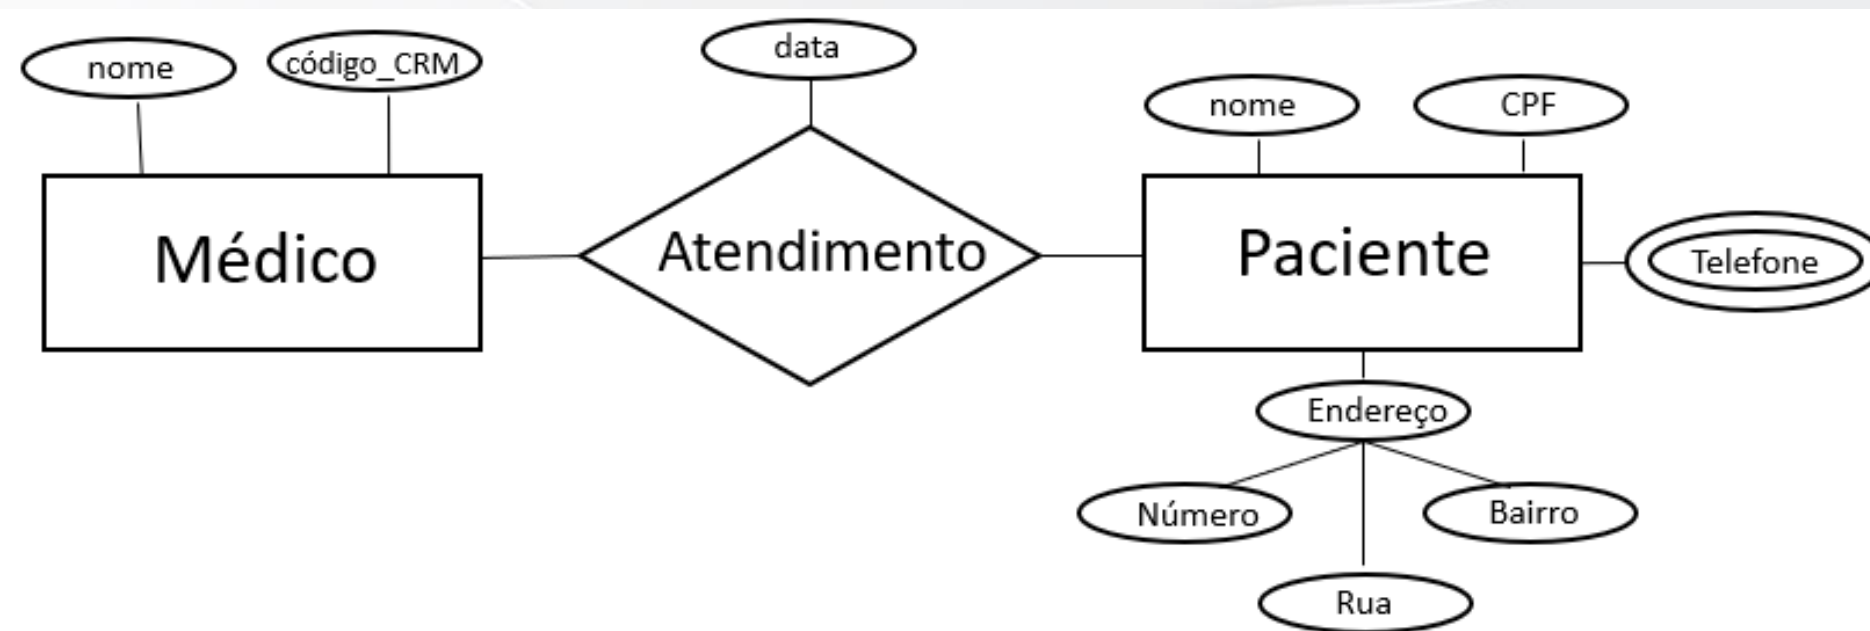 nome
código_CRM
data
nome
CPF
Médico
Atendimento
Paciente
Telefone
Endereço
Número
Bairro
Rua